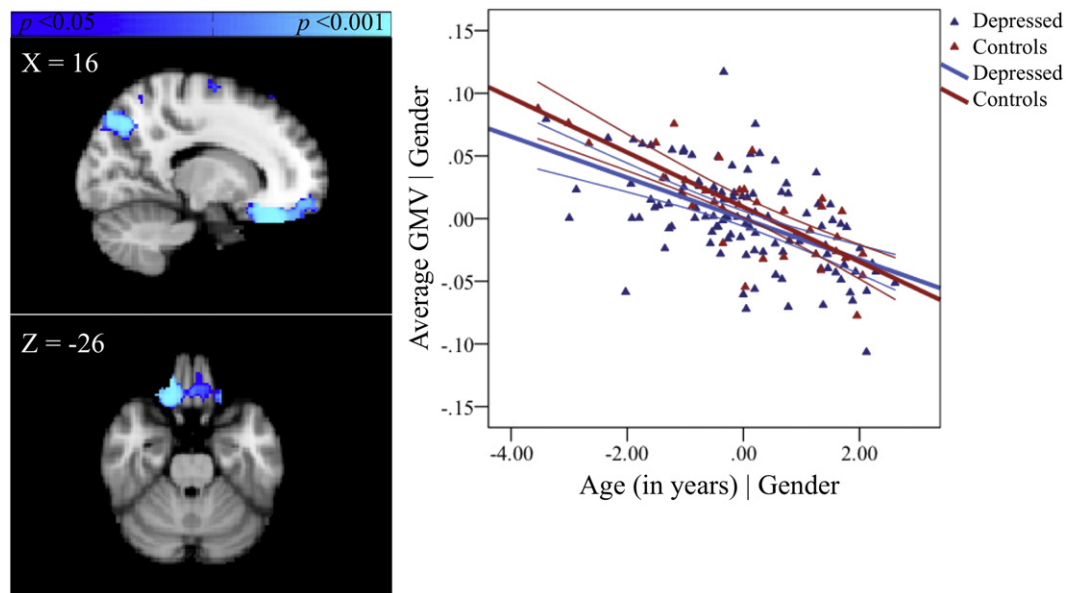 p <0.05 p <0.001
X = 16
Z = -26
Average GMV | Gender
.15
.10
.05
.00
-.05
-.10
-.15
-4.00 -2.00 .00 2.00
Age (in years) | Gender
Depressed
Controls
Depressed
Controls